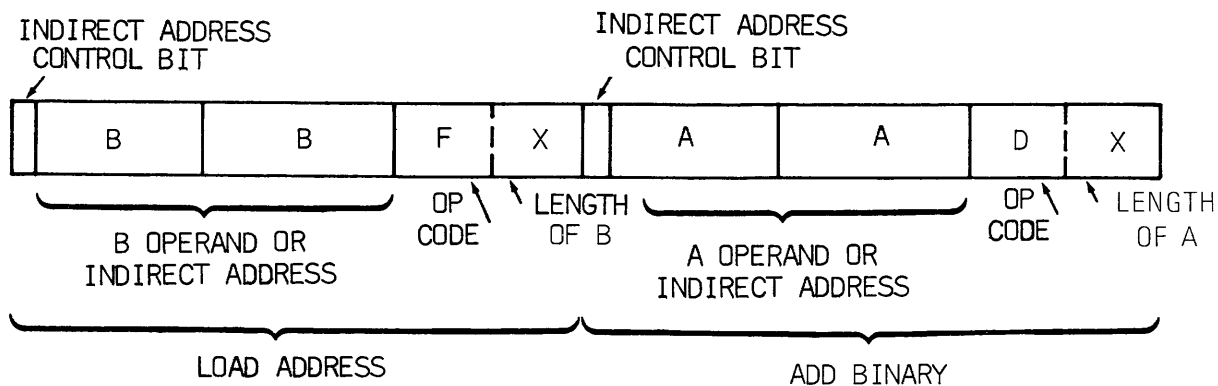 INDIRECT ADDRESS
CONTROL BIT
INDIRECT ADDRESS
CONTROL BIT
B
B
F
X
A
A
D
X
OP
CODE
LENGTH
OF B
OP
CODE
LENGTH
OF A
B OPERAND OR
INDIRECT ADDRESS
A OPERAND OR
INDIRECT ADDRESS
LOAD ADDRESS
ADD BINARY